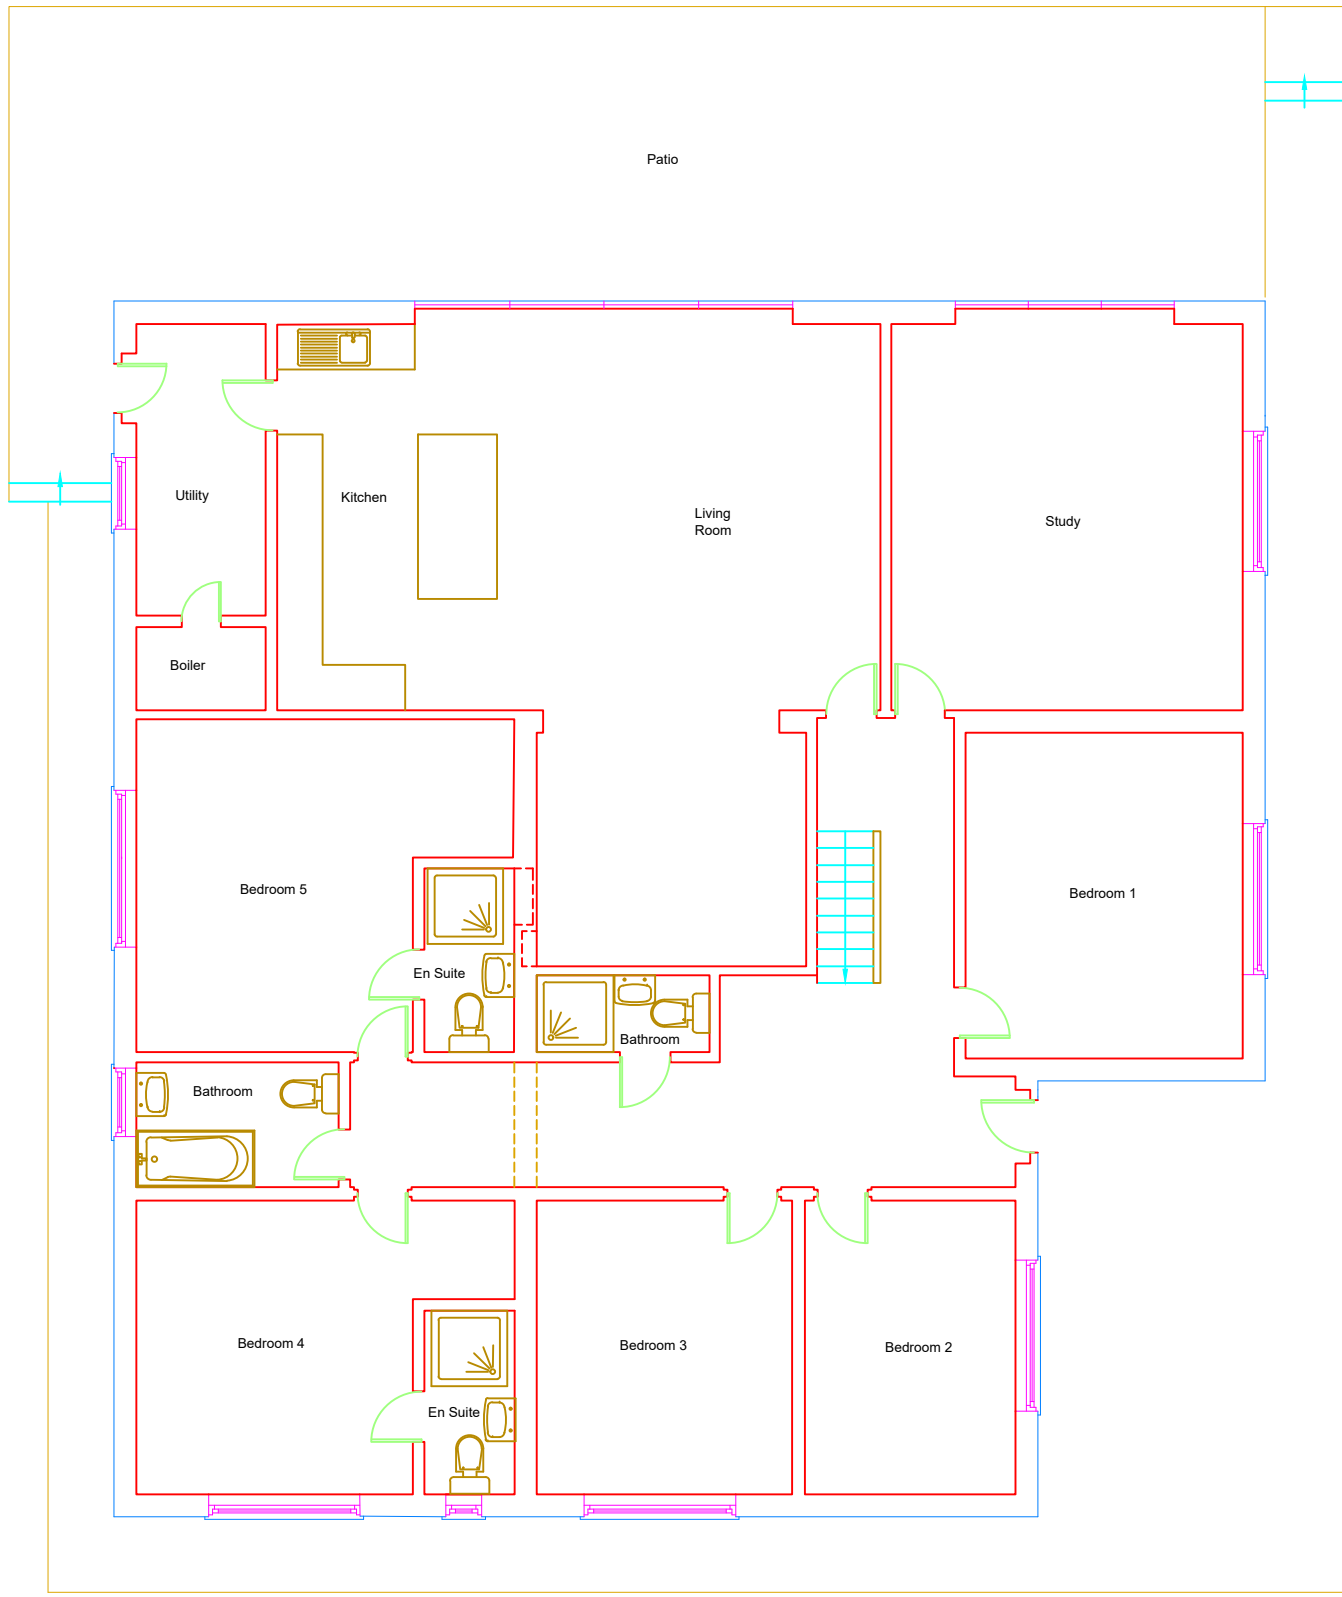 Patio
Utility
Kitchen
Living
Room
Study
Boiler
Bedroom 5
Bedroom 1
En Suite
Bathroom
Bathroom
Bedroom 4
Bedroom 3
Bedroom 2
En Suite